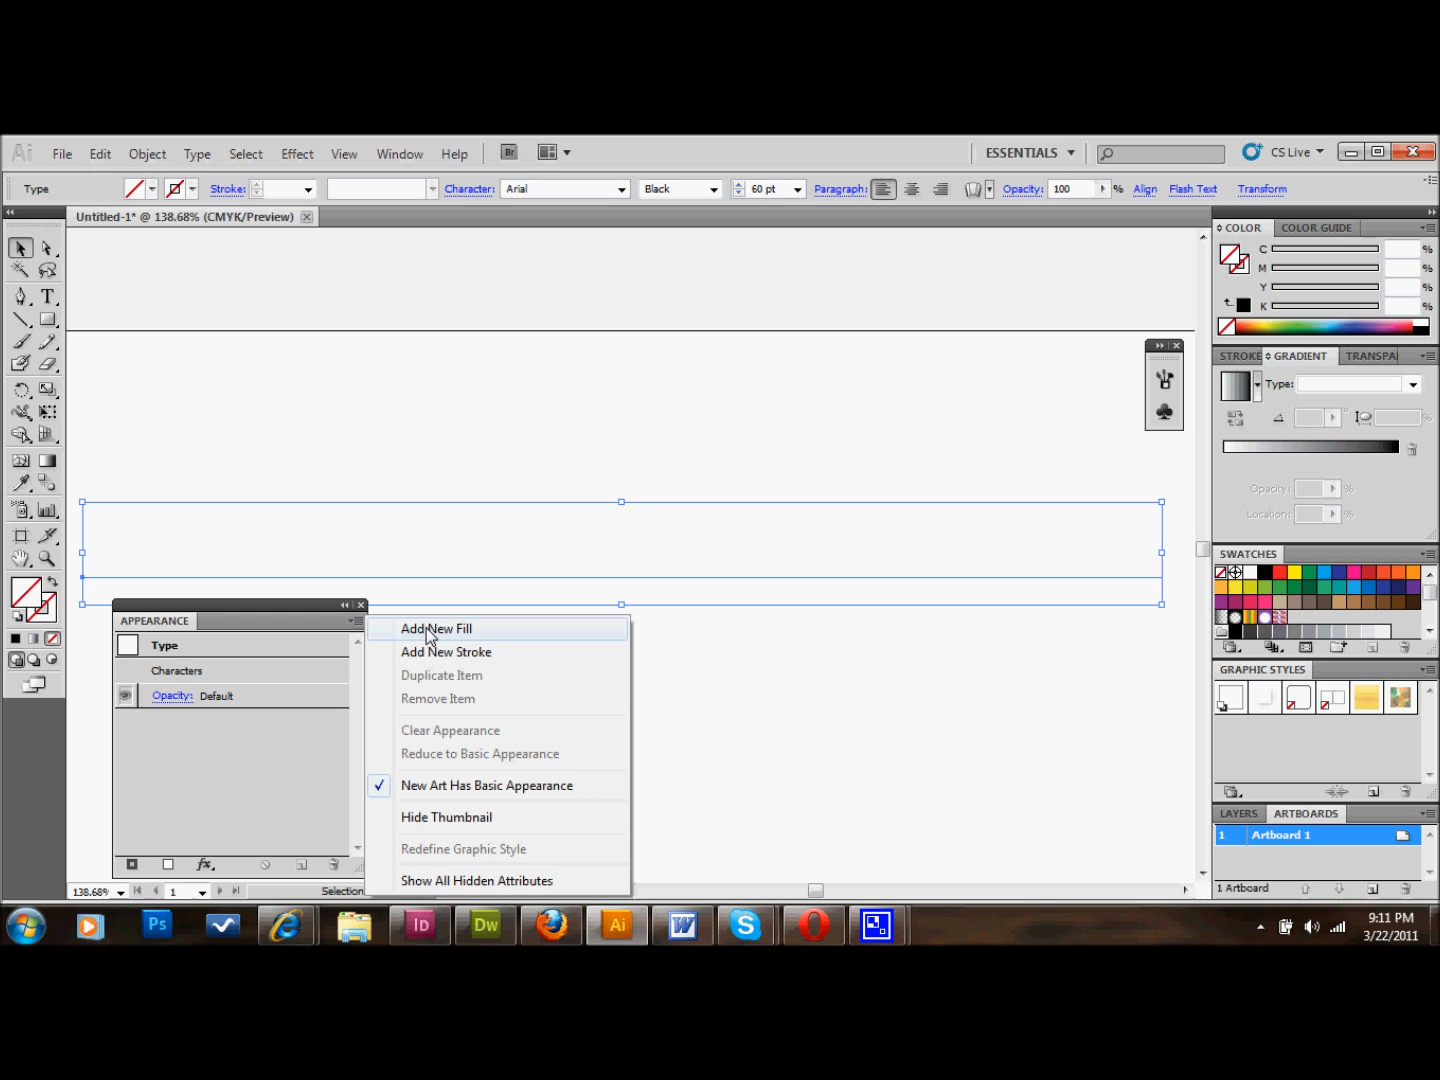 Ai File Edit Object Type Select Effect View Window Help Br ESSENTIALS CS Live
Type Stroke: Character: Arial Black 60 pt Paragraph: Opacity: 100 % Align Flash Text Transform
Untitled-1* @ 138.68% (CMYK/Preview)
COLOR COLOR GUIDE
C %
M %
Y %
K %
STROKE GRADIENT TRANSPA
Type:
%
Opacity: %
Location: %
SWATCHES
GRAPHIC STYLES
LAYERS ARTBOARDS
1 Artboard 1
1 Artboard
APPEARANCE
Type
Characters
Opacity: Default
fx
Add New Fill
Add New Stroke
Duplicate Item
Remove Item
Clear Appearance
Reduce to Basic Appearance
New Art Has Basic Appearance
Hide Thumbnail
Redefine Graphic Style
Show All Hidden Attributes
138.68% 1 Selection
Ps Id Dw Ai W S
9:11 PM
3/22/2011